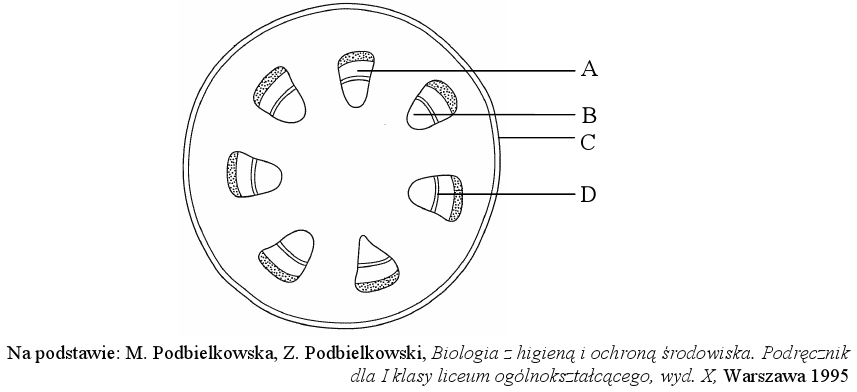 A
B
C
D
Na podstawie: M. Podbielkowska, Z. Podbielkowski, Biologia z higieną i ochroną środowiska. Podręcznik
dla I klasy liceum ogólnokształcącego, wyd. X, Warszawa 1995